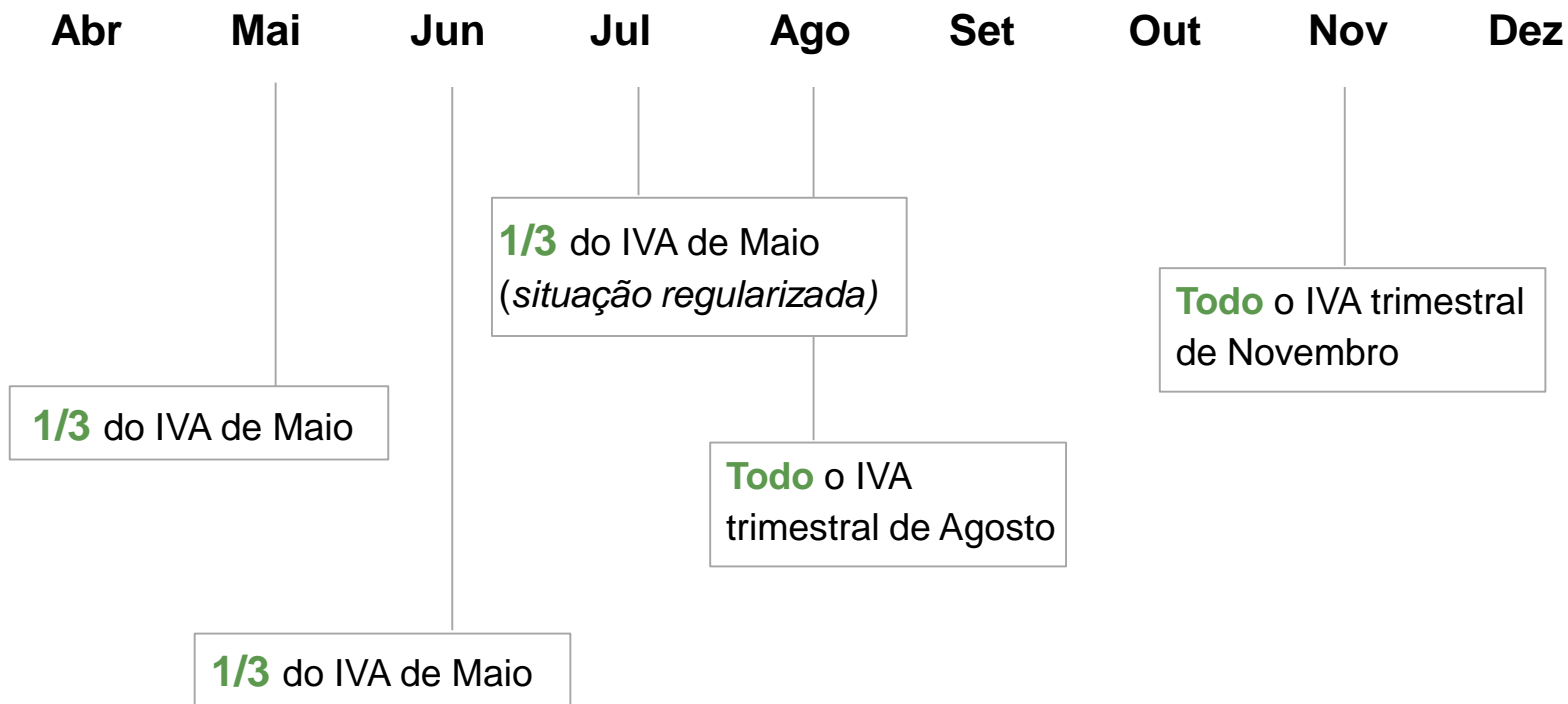 Abr Mai Jun Jul Ago Set Out Nov Dez
1/3 do IVA de Maio
(situação regularizada)
Todo o IVA trimestral
de Novembro
1/3 do IVA de Maio
Todo o IVA
trimestral de Agosto
1/3 do IVA de Maio